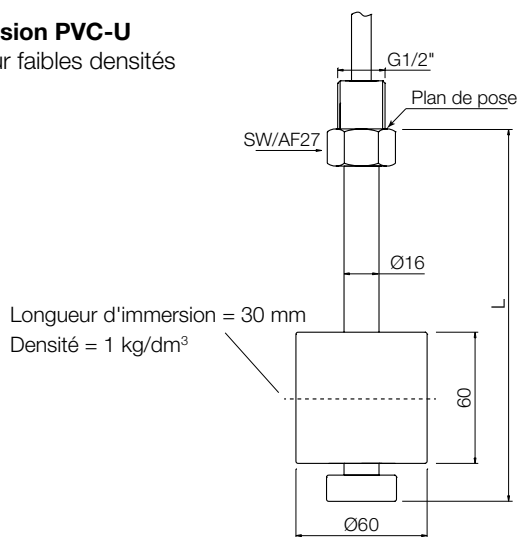 sion PVC-U
ur faibles densités
G1/2"
Plan de pose
SW/AF27
Ø16
L
Longueur d'immersion = 30 mm
Densité = 1 kg/dm³
60
Ø60